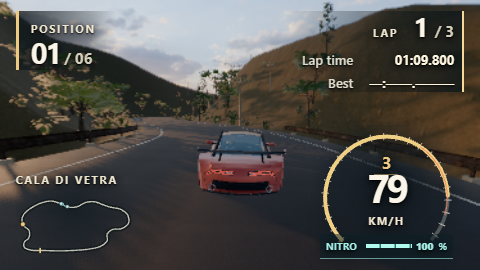 POSITION
01 / 06
LAP 1 / 3
Lap time 01:09.800
Best --:--.---
CALA DI VETRA
3
79
KM/H
NITRO 100 %